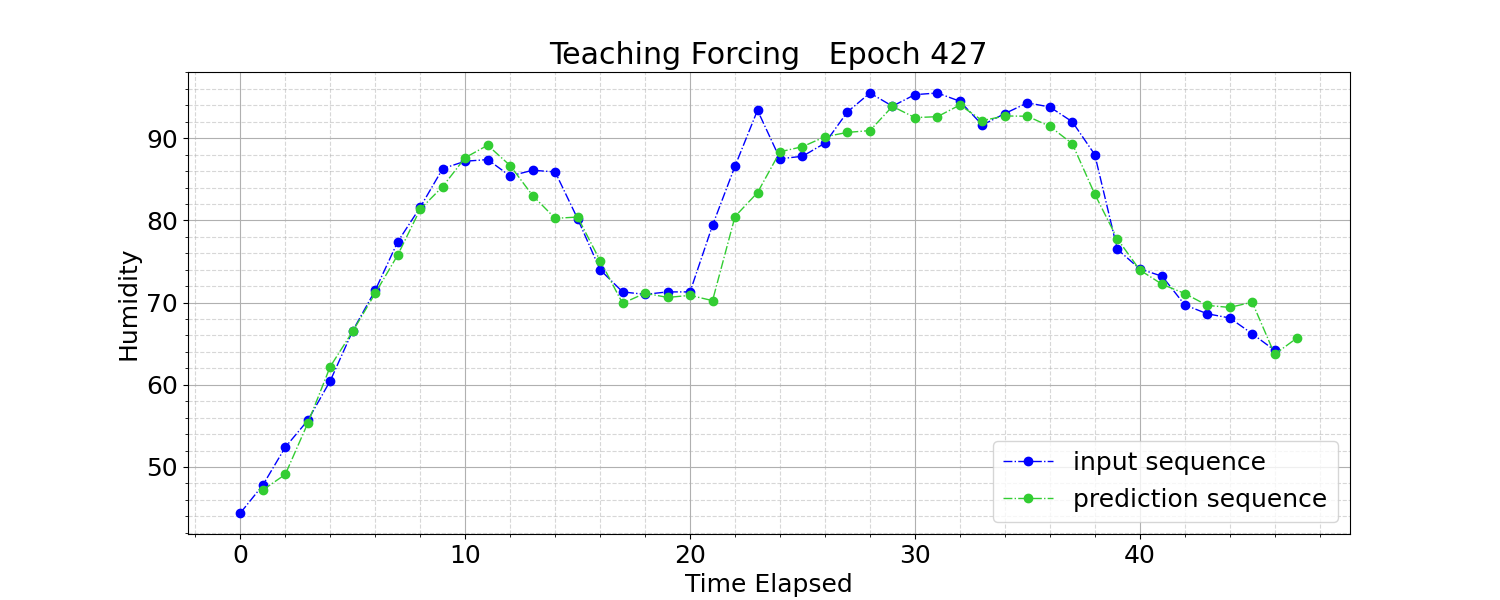 Teaching Forcing   Epoch 427
90
80
70
60
50
Humidity
0 10 20 30 40
Time Elapsed
input sequence
prediction sequence